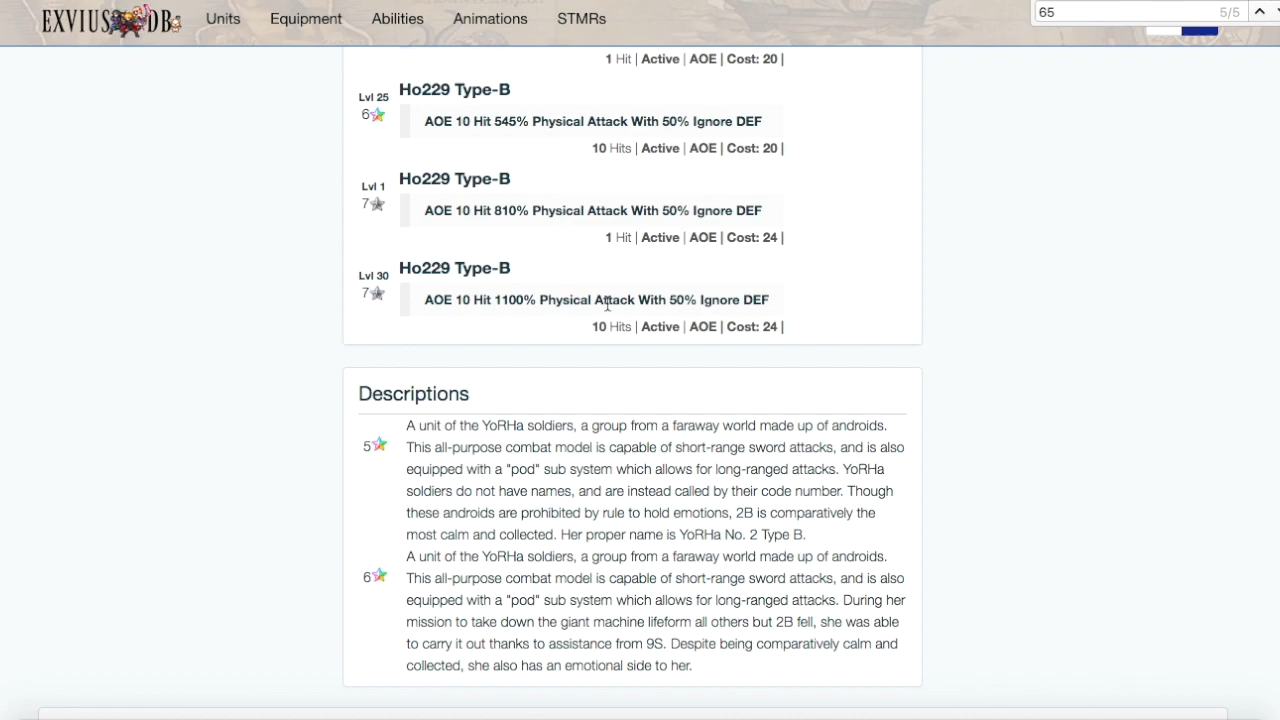 EXVIUS DB
Units Equipment Abilities Animations STMRs
65 5/5
1 Hit | Active | AOE | Cost: 20 |
Lvl 25
6
Ho229 Type-B
AOE 10 Hit 545% Physical Attack With 50% Ignore DEF
10 Hits | Active | AOE | Cost: 20 |
Lvl 1
7
Ho229 Type-B
AOE 10 Hit 810% Physical Attack With 50% Ignore DEF
1 Hit | Active | AOE | Cost: 24 |
Lvl 30
7
Ho229 Type-B
AOE 10 Hit 1100% Physical Attack With 50% Ignore DEF
10 Hits | Active | AOE | Cost: 24 |
Descriptions
5
A unit of the YoRHa soldiers, a group from a faraway world made up of androids.
This all-purpose combat model is capable of short-range sword attacks, and is also
equipped with a "pod" sub system which allows for long-ranged attacks. YoRHa
soldiers do not have names, and are instead called by their code number. Though
these androids are prohibited by rule to hold emotions, 2B is comparatively the
most calm and collected. Her proper name is YoRHa No. 2 Type B.
6
A unit of the YoRHa soldiers, a group from a faraway world made up of androids.
This all-purpose combat model is capable of short-range sword attacks, and is also
equipped with a "pod" sub system which allows for long-ranged attacks. During her
mission to take down the giant machine lifeform all others but 2B fell, she was able
to carry it out thanks to assistance from 9S. Despite being comparatively calm and
collected, she also has an emotional side to her.